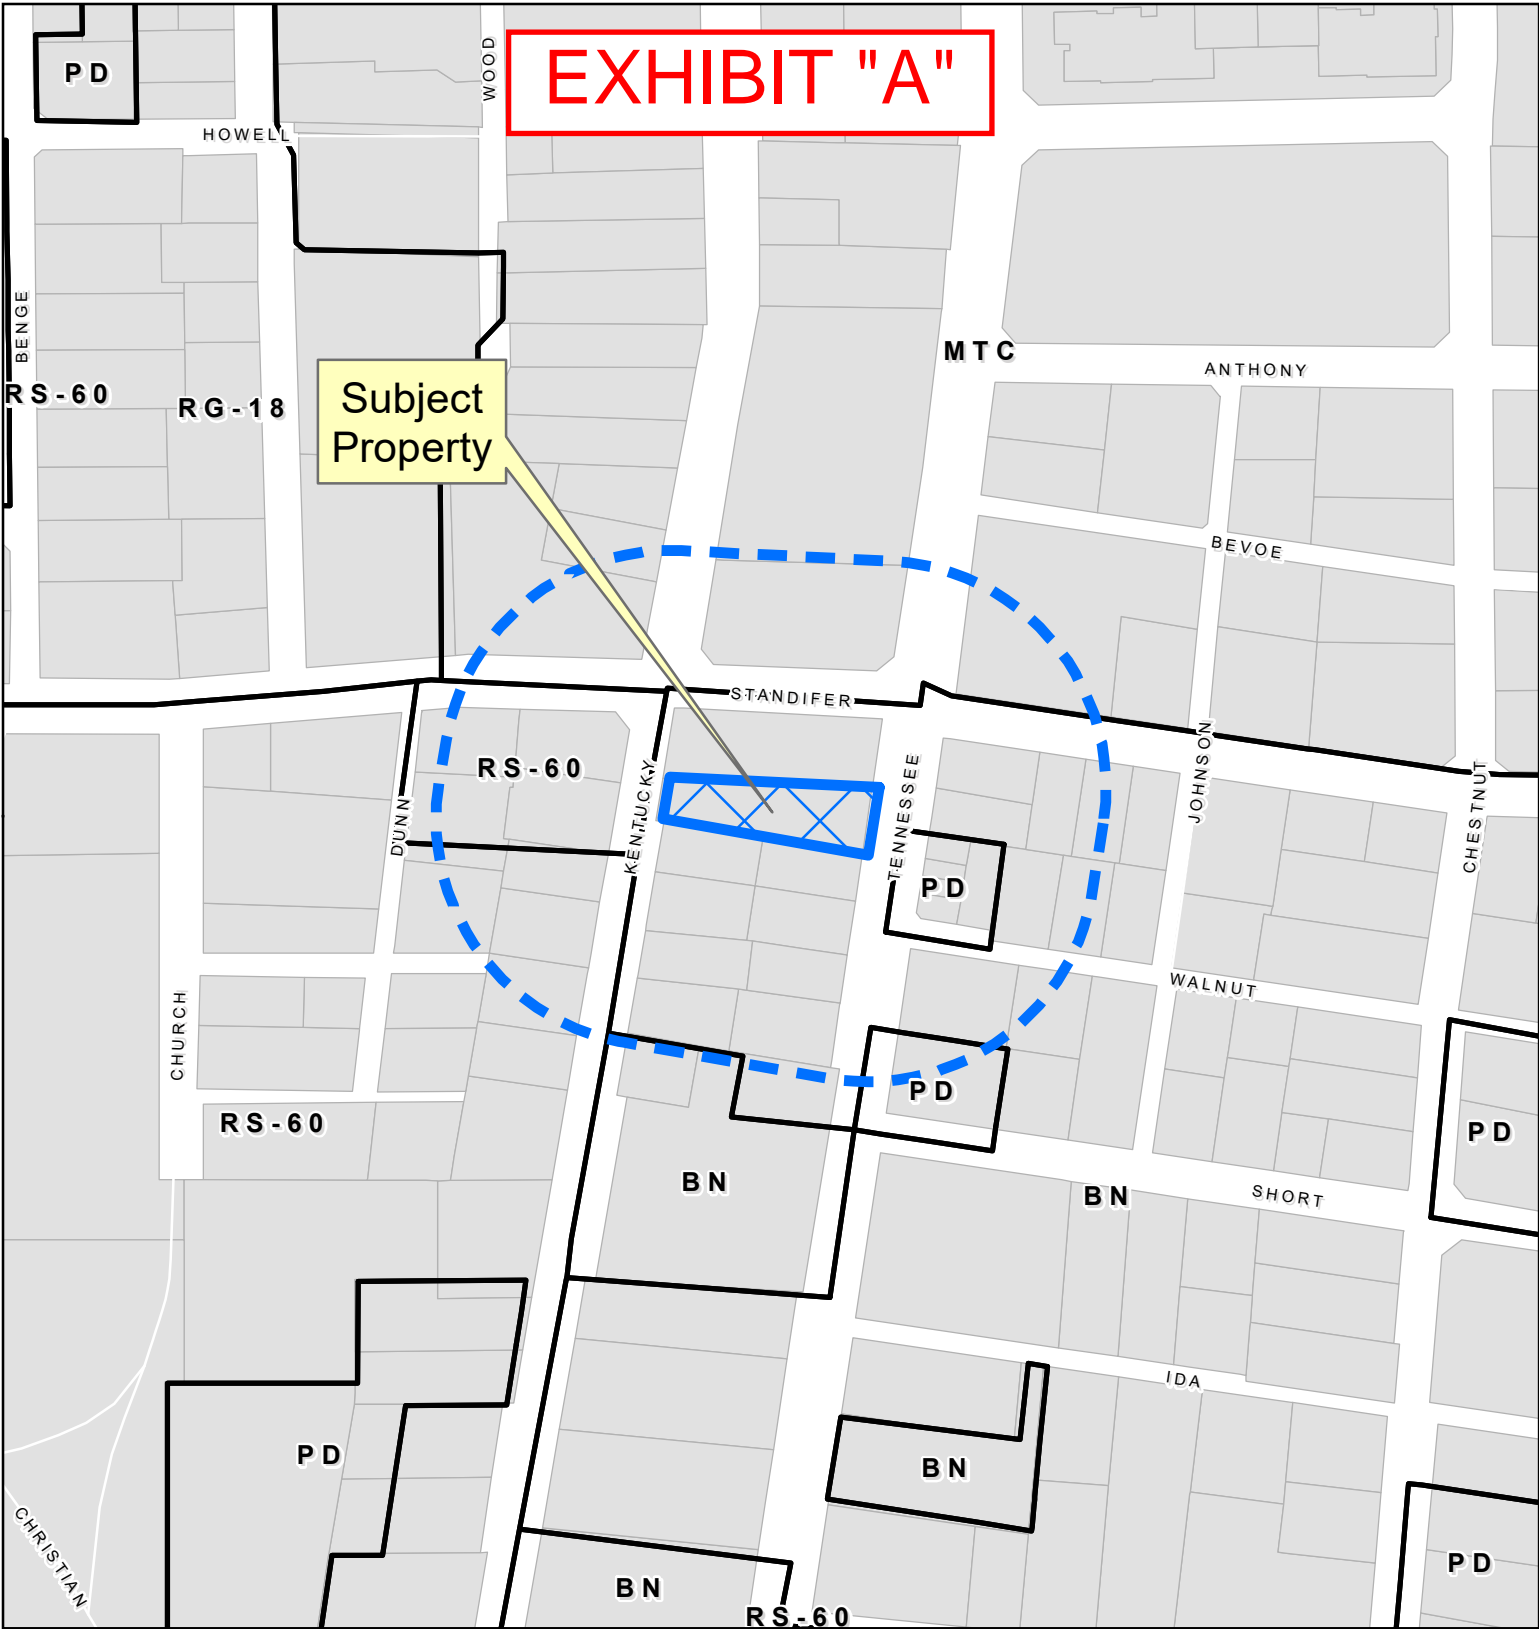 EXHIBIT "A"
WOOD
PD
HOWELL
BENGE
MTC
ANTHONY
RS-60
RG-18
Subject
Property
BEVOE
STANDIFER
RS-60
KENTUCKY
TENNESSEE
JOHNSON
CHESTNUT
DUNN
PD
WALNUT
CHURCH
PD
RS-60
PD
BN
BN
SHORT
IDA
PD
BN
CHRISTIAN
BN
PD
RS-60